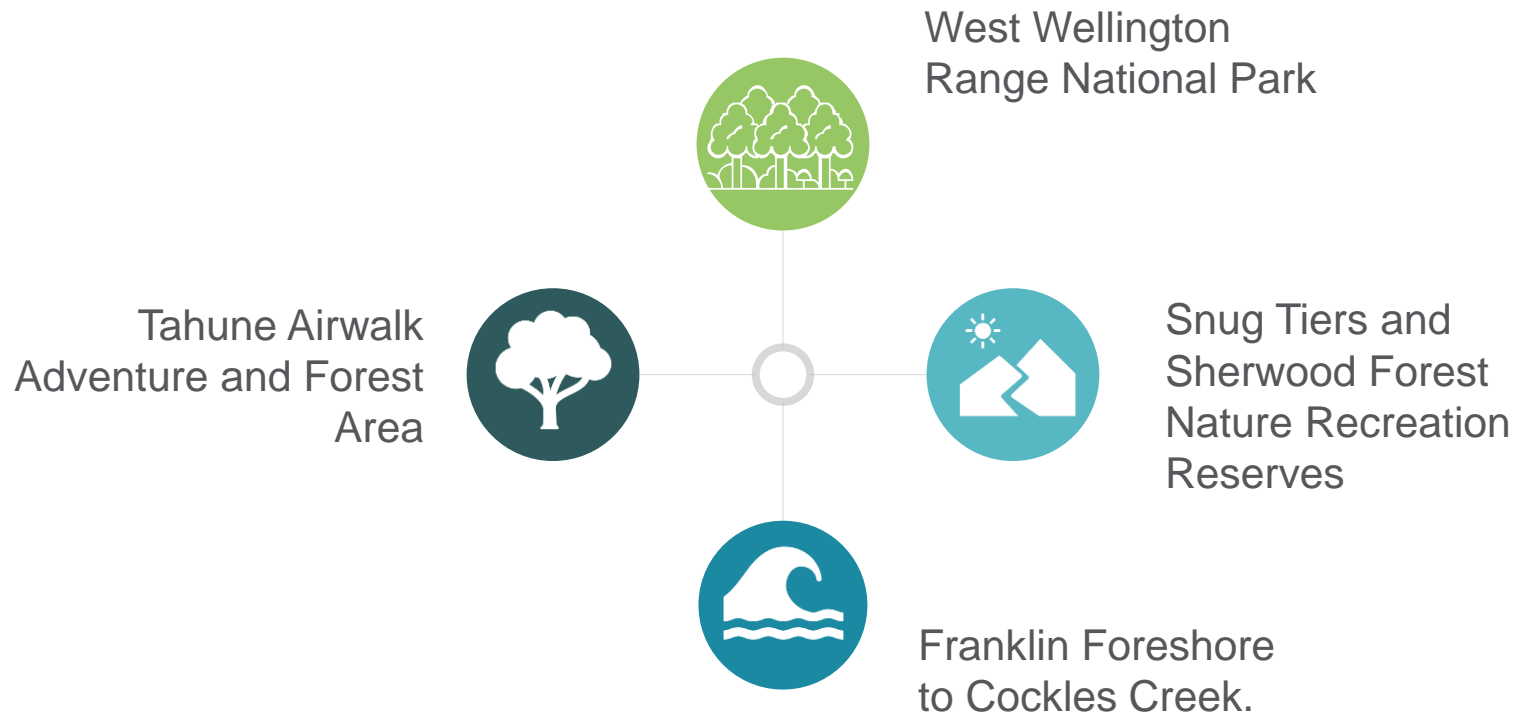 West Wellington
Range National Park
Tahune Airwalk
Adventure and Forest
Area
Snug Tiers and
Sherwood Forest
Nature Recreation
Reserves
Franklin Foreshore
to Cockles Creek.